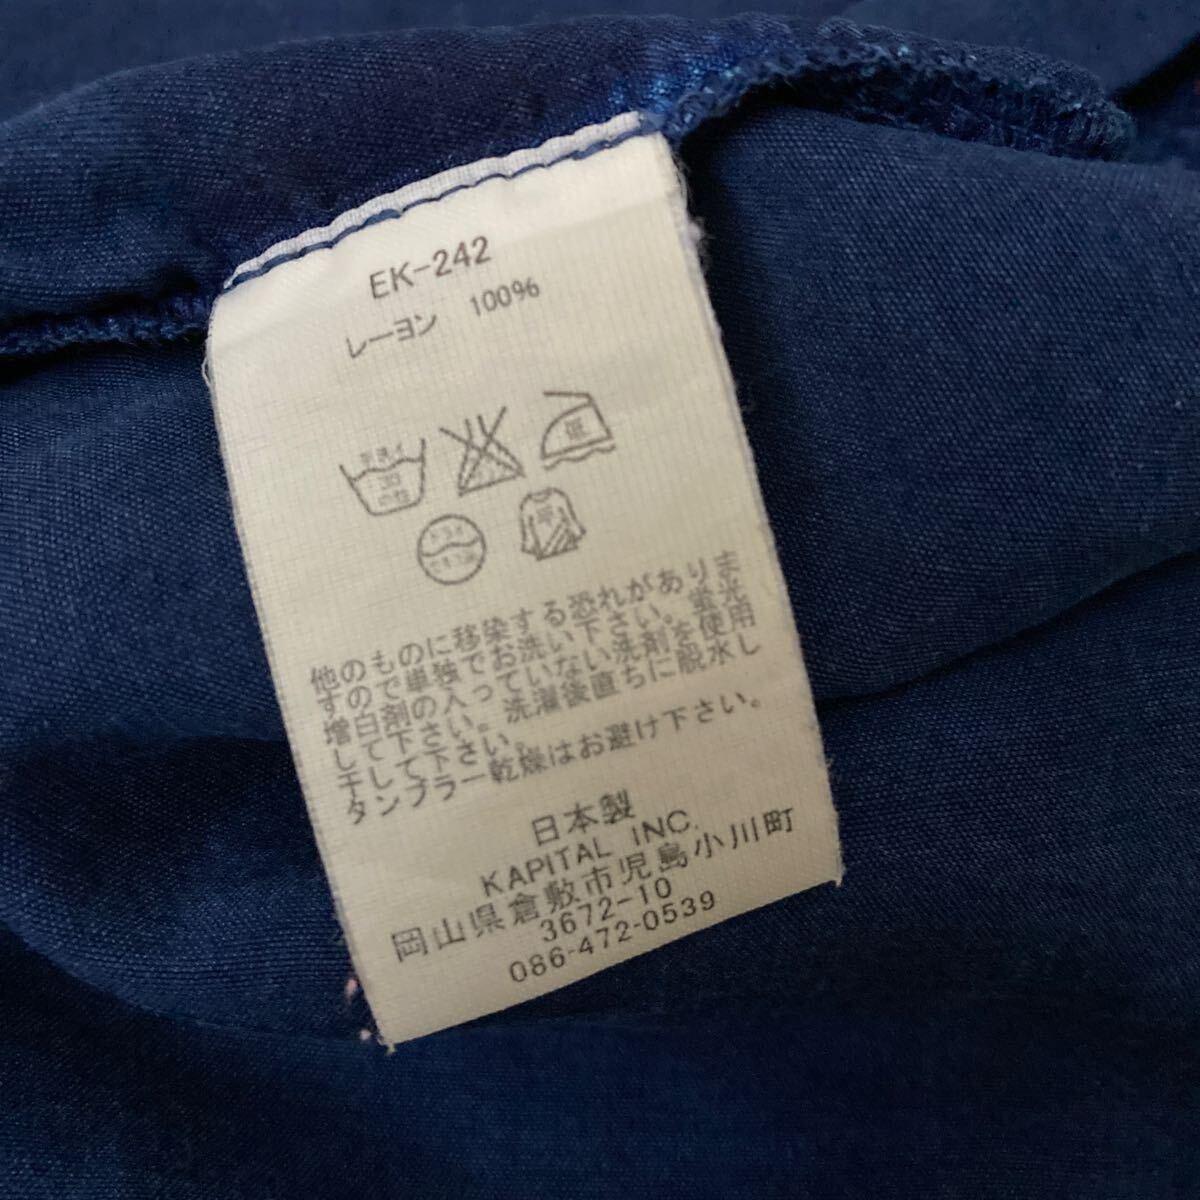 EK-242
レーヨン 100%
手洗イ
30
中性
低
平
ドライ
セキユ系
他のものに移染する恐れがありま
すので単独でお洗い下さい。蛍光
増白剤の入っていない洗剤を使用
して下さい。洗濯後直ちに脱水し
干して下さい。
タンブラー乾燥はお避け下さい。
日本製
KAPITAL INC.
岡山県倉敷市児島小川町
3672-10
086-472-0539